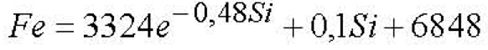 Fe = 3324e^{-0,48Si} + 0,1Si + 6848